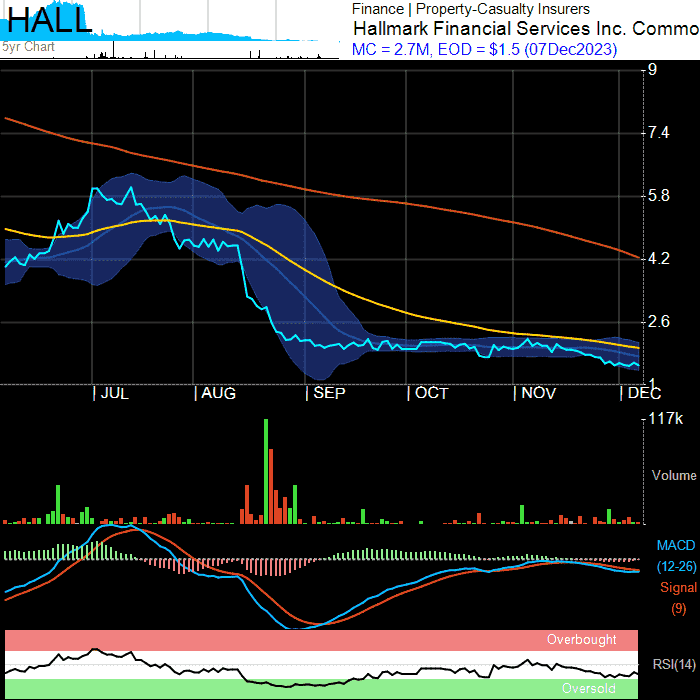 HALL
5yr Chart
Finance | Property-Casualty Insurers
Hallmark Financial Services Inc. Commo
MC = 2.7M, EOD = $1.5 (07Dec2023)
9
7.4
5.8
4.2
2.6
1
JUL
AUG
SEP
OCT
NOV
DEC
117k
Volume
MACD
(12-26)
Signal
(9)
Overbought
RSI(14)
Oversold